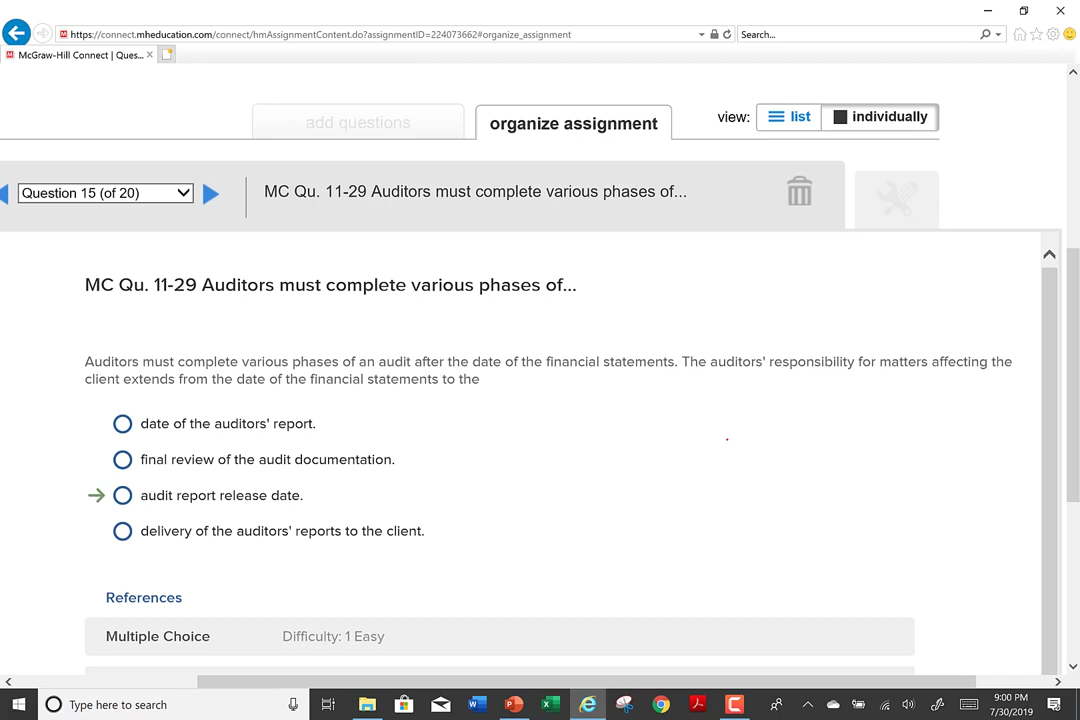 https://connect.mheducation.com/connect/hmAssignmentContent.do?assignmentID=224073662#organize_assignment
Search...
McGraw-Hill Connect | Ques...
add questions
organize assignment
view:
list
individually
Question 15 (of 20)
MC Qu. 11-29 Auditors must complete various phases of...
MC Qu. 11-29 Auditors must complete various phases of...
Auditors must complete various phases of an audit after the date of the financial statements. The auditors' responsibility for matters affecting the
client extends from the date of the financial statements to the
date of the auditors' report.
final review of the audit documentation.
audit report release date.
delivery of the auditors' reports to the client.
References
Multiple Choice
Difficulty: 1 Easy
Type here to search
9:00 PM
7/30/2019